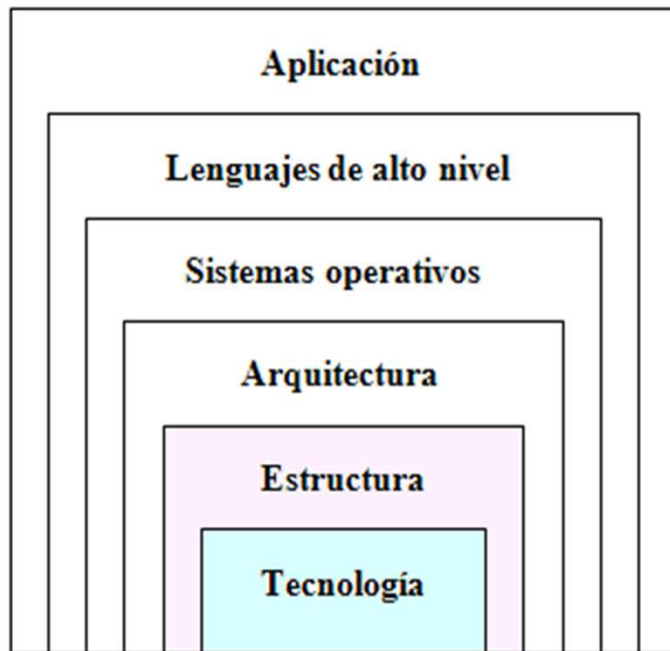 Aplicación
Lenguajes de alto nivel
Sistemas operativos
Arquitectura
Estructura
Tecnología